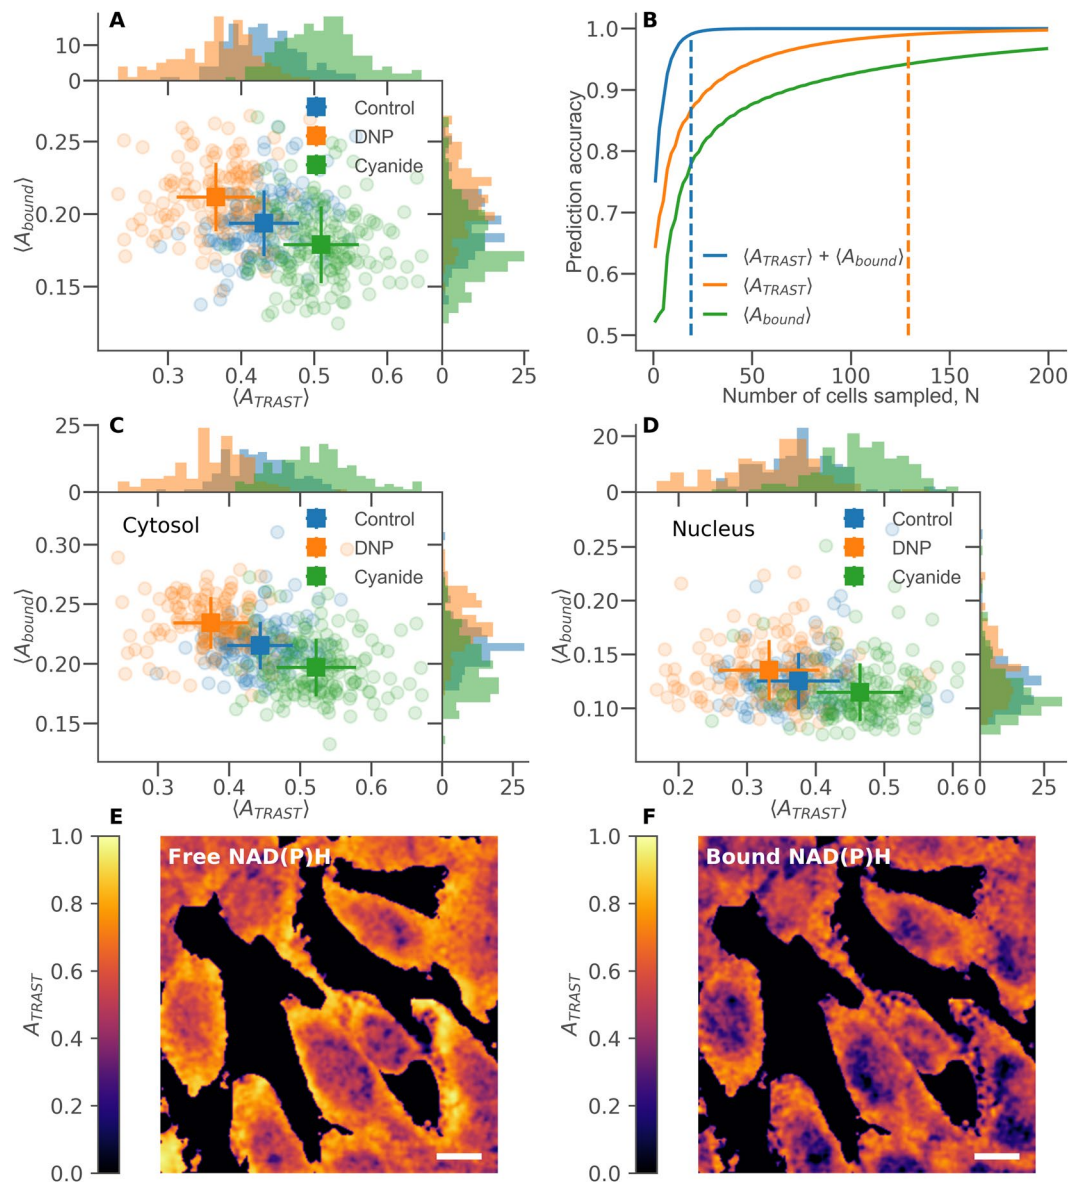 A
10
0
Control
DNP
Cyanide
0.25
0.20
0.15
⟨A_bound⟩
0.3 0.4 0.5 0.6 0 25
⟨A_TRAST⟩
B
1.0
0.9
0.8
0.7
0.6
0.5
Prediction accuracy
⟨A_TRAST⟩ + ⟨A_bound⟩
⟨A_TRAST⟩
⟨A_bound⟩
0 50 100 150 200
Number of cells sampled, N
C
25
0
Cytosol
Control
DNP
Cyanide
0.30
0.25
0.20
0.15
⟨A_bound⟩
0.3 0.4 0.5 0.6 0 25
⟨A_TRAST⟩
D
20
0
Nucleus
Control
DNP
Cyanide
0.25
0.20
0.15
0.10
⟨A_bound⟩
0.2 0.3 0.4 0.5 0.6 0 25
⟨A_TRAST⟩
E
1.0
0.8
0.6
0.4
0.2
0.0
A_TRAST
Free NAD(P)H
F
1.0
0.8
0.6
0.4
0.2
0.0
A_TRAST
Bound NAD(P)H